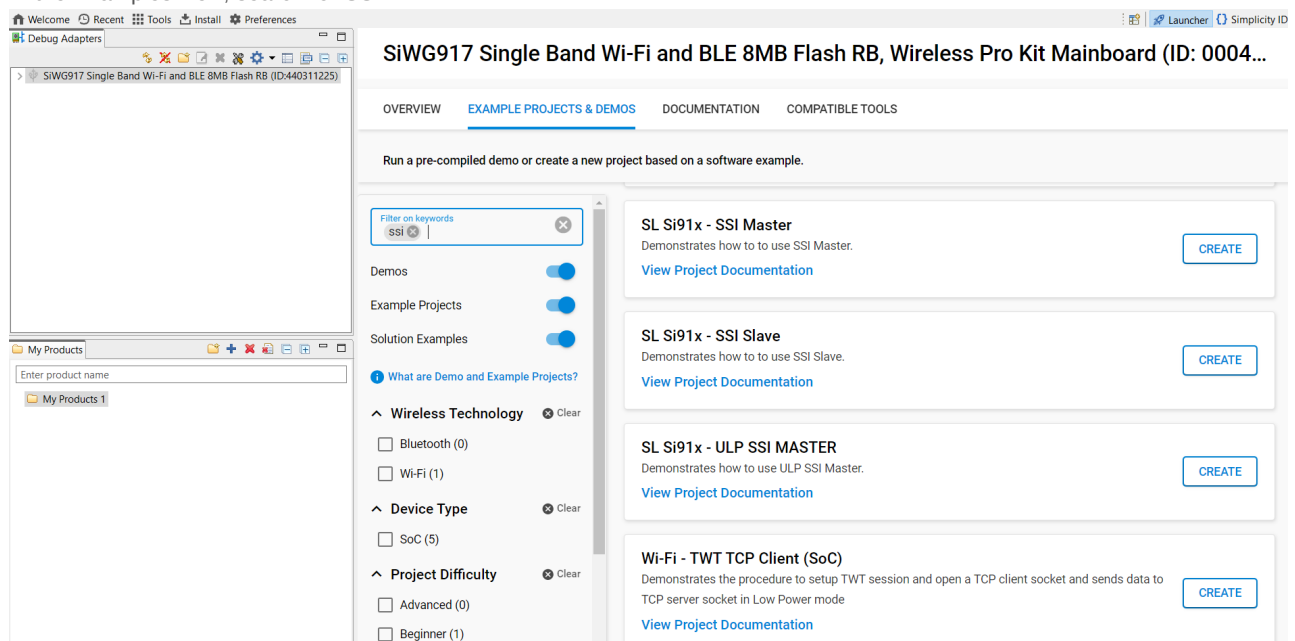 Welcome Recent Tools Install Preferences
Launcher {} Simplicity ID
Debug Adapters
SiWG917 Single Band Wi-Fi and BLE 8MB Flash RB (ID:440311225)
SiWG917 Single Band Wi-Fi and BLE 8MB Flash RB, Wireless Pro Kit Mainboard (ID: 0004...
OVERVIEW EXAMPLE PROJECTS & DEMOS DOCUMENTATION COMPATIBLE TOOLS
Run a pre-compiled demo or create a new project based on a software example.
My Products
Enter product name
My Products 1
Filter on keywords
ssi
Demos
Example Projects
Solution Examples
What are Demo and Example Projects?
Wireless Technology Clear
Bluetooth (0)
Wi-Fi (1)
Device Type Clear
SoC (5)
Project Difficulty Clear
Advanced (0)
Beginner (1)
SL Si91x - SSI Master
Demonstrates how to to use SSI Master.
View Project Documentation
CREATE
SL Si91x - SSI Slave
Demonstrates how to to use SSI Slave.
View Project Documentation
CREATE
SL Si91x - ULP SSI MASTER
Demonstrates how to use ULP SSI Master.
View Project Documentation
CREATE
Wi-Fi - TWT TCP Client (SoC)
Demonstrates the procedure to setup TWT session and open a TCP client socket and sends data to
TCP server socket in Low Power mode
View Project Documentation
CREATE